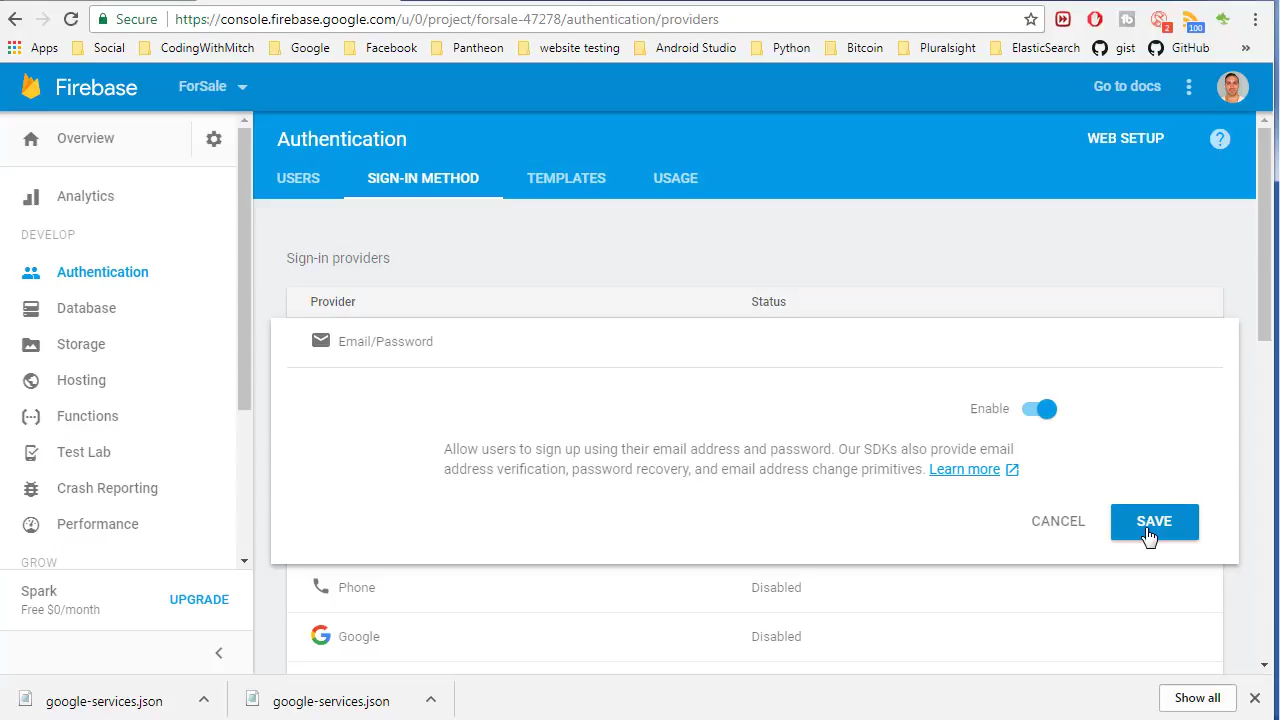 Secure
https://console.firebase.google.com/u/0/project/forsale-47278/authentication/providers
2
100
Apps
Social
CodingWithMitch
Google
Facebook
Pantheon
website testing
Android Studio
Python
Bitcoin
Pluralsight
ElasticSearch
gist
GitHub
»
Firebase
ForSale
Go to docs
Overview
Analytics
DEVELOP
Authentication
Database
Storage
Hosting
Functions
Test Lab
Crash Reporting
Performance
GROW
Spark
Free $0/month
UPGRADE
Authentication
WEB SETUP
?
USERS
SIGN-IN METHOD
TEMPLATES
USAGE
Sign-in providers
Provider
Status
Email/Password
Enable
Allow users to sign up using their email address and password. Our SDKs also provide email
address verification, password recovery, and email address change primitives. Learn more
CANCEL
SAVE
Phone
Disabled
Google
Disabled
google-services.json
google-services.json
Show all